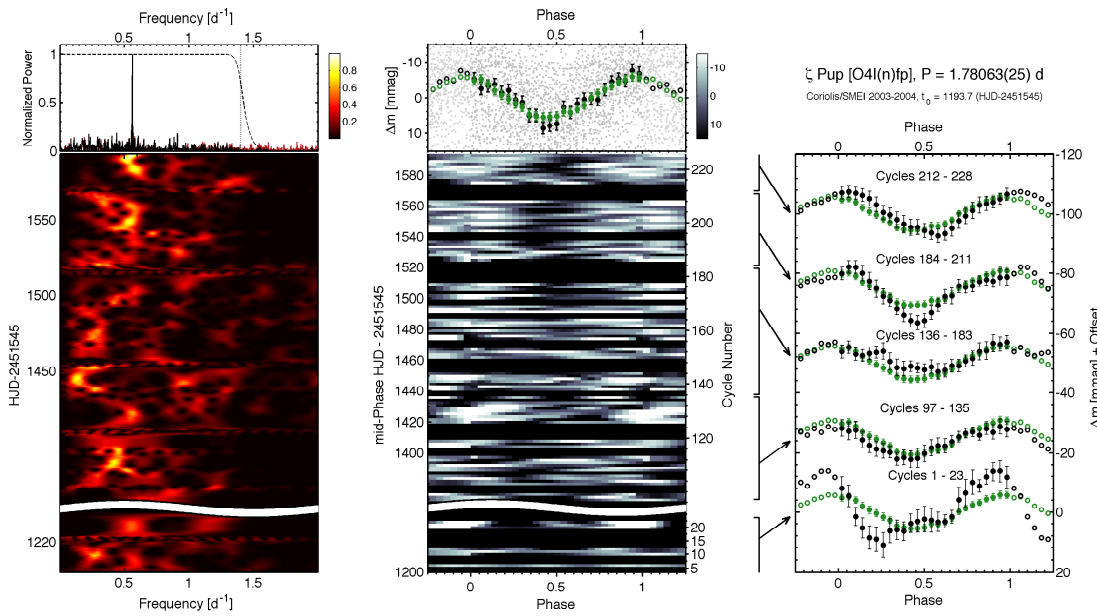 Frequency [d⁻¹]
0.5 1 1.5
Normalized Power
1
0.5
0
0.8
0.6
0.4
0.2
HJD-2451545
1550
1500
1450
1220
0.5 1 1.5
Frequency [d⁻¹]
Phase
0 0.5 1
Δm [mmag]
-10
0
10
-10
0
10
mid-Phase HJD - 2451545
1580
1560
1540
1520
1500
1480
1460
1440
1420
1400
1200
220
200
180
160
140
120
20
15
10
5
Cycle Number
0 0.5 1
Phase
ζ Pup [O4I(n)fp], P = 1.78063(25) d
Coriolis/SMEI 2003-2004, t₀ = 1193.7 (HJD-2451545)
Phase
0 0.5 1
Cycles 212 - 228
Cycles 184 - 211
Cycles 136 - 183
Cycles 97 - 135
Cycles 1 - 23
-120
-100
-80
-60
-40
-20
0
20
Δm [mmag] + Offset
0 0.5 1
Phase